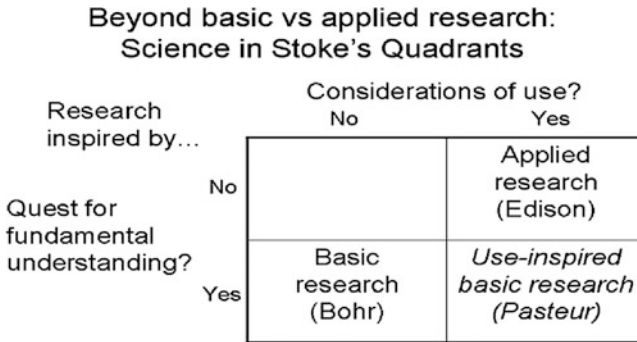 Beyond basic vs applied research:
Science in Stoke's Quadrants
Considerations of use?
Research
inspired by...
No Yes
Quest for
fundamental
understanding?
No
Applied
research
(Edison)
Yes
Basic
research
(Bohr)
Use-inspired
basic research
(Pasteur)